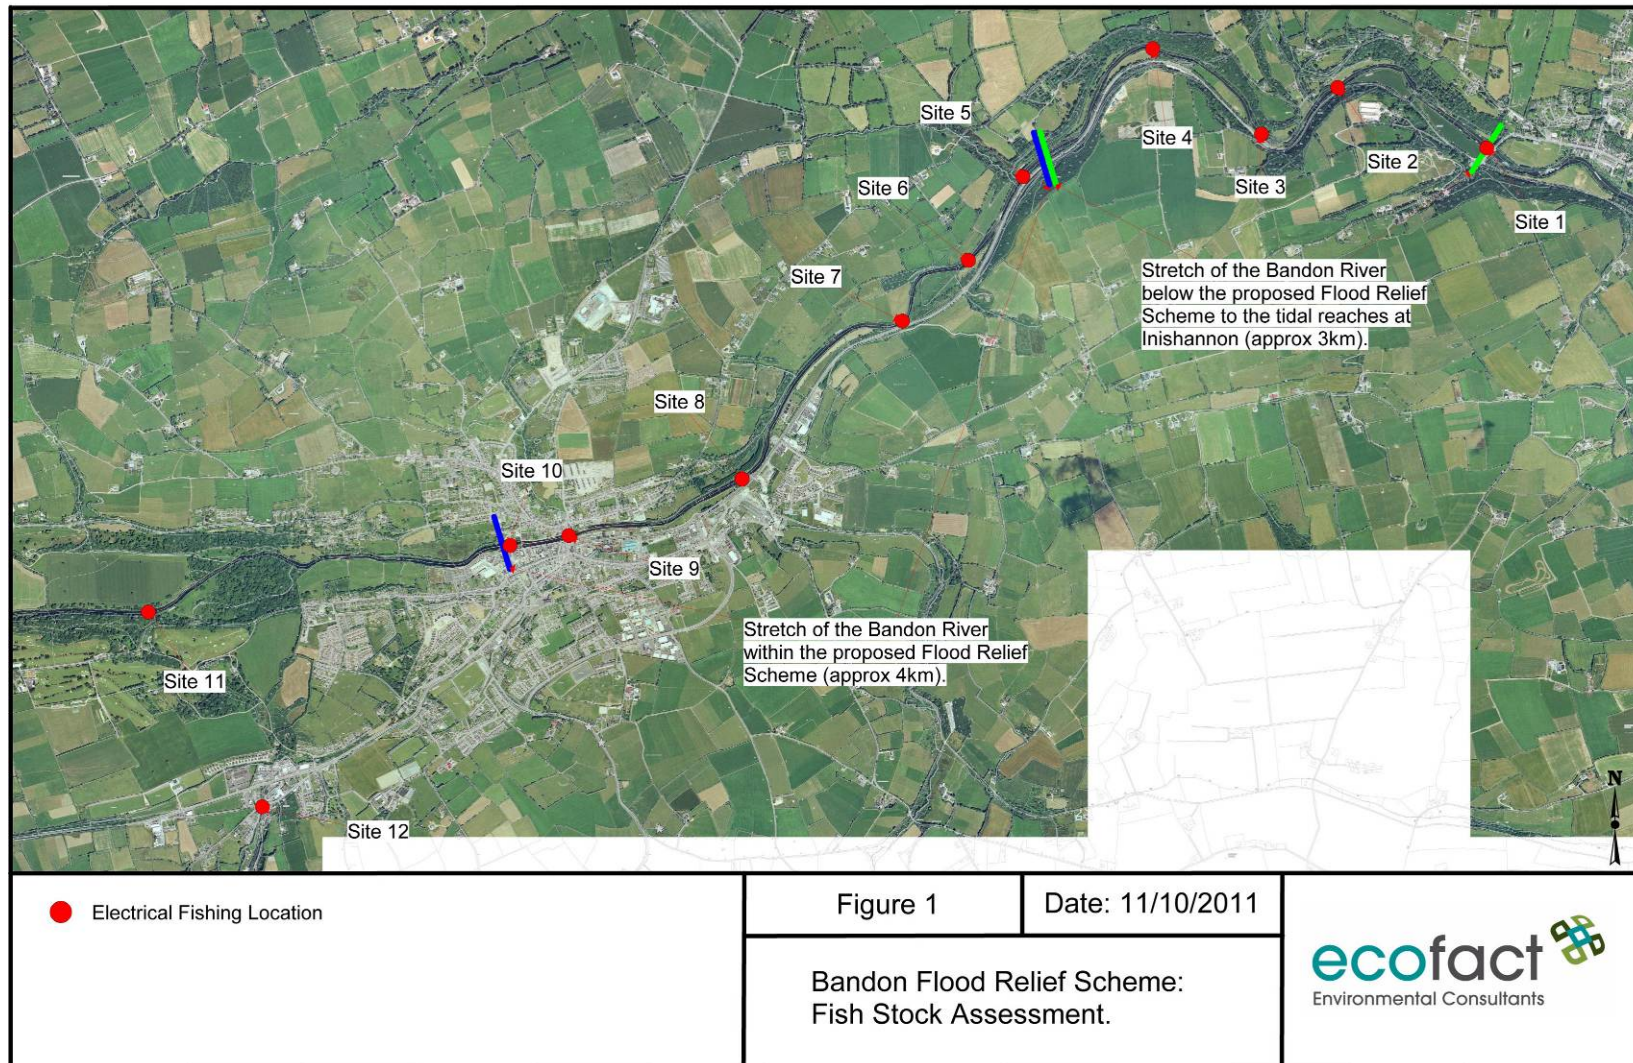 Site 5
Site 4
Site 2
Site 6
Site 3
Site 1
Site 7
Stretch of the Bandon River
below the proposed Flood Relief
Scheme to the tidal reaches at
Inishannon (approx 3km).
Site 8
Site 10
Site 9
Stretch of the Bandon River
within the proposed Flood Relief
Scheme (approx 4km).
Site 11
Site 12
N
Electrical Fishing Location
Figure 1
Date: 11/10/2011
Bandon Flood Relief Scheme:
Fish Stock Assessment.
ecofact
Environmental Consultants